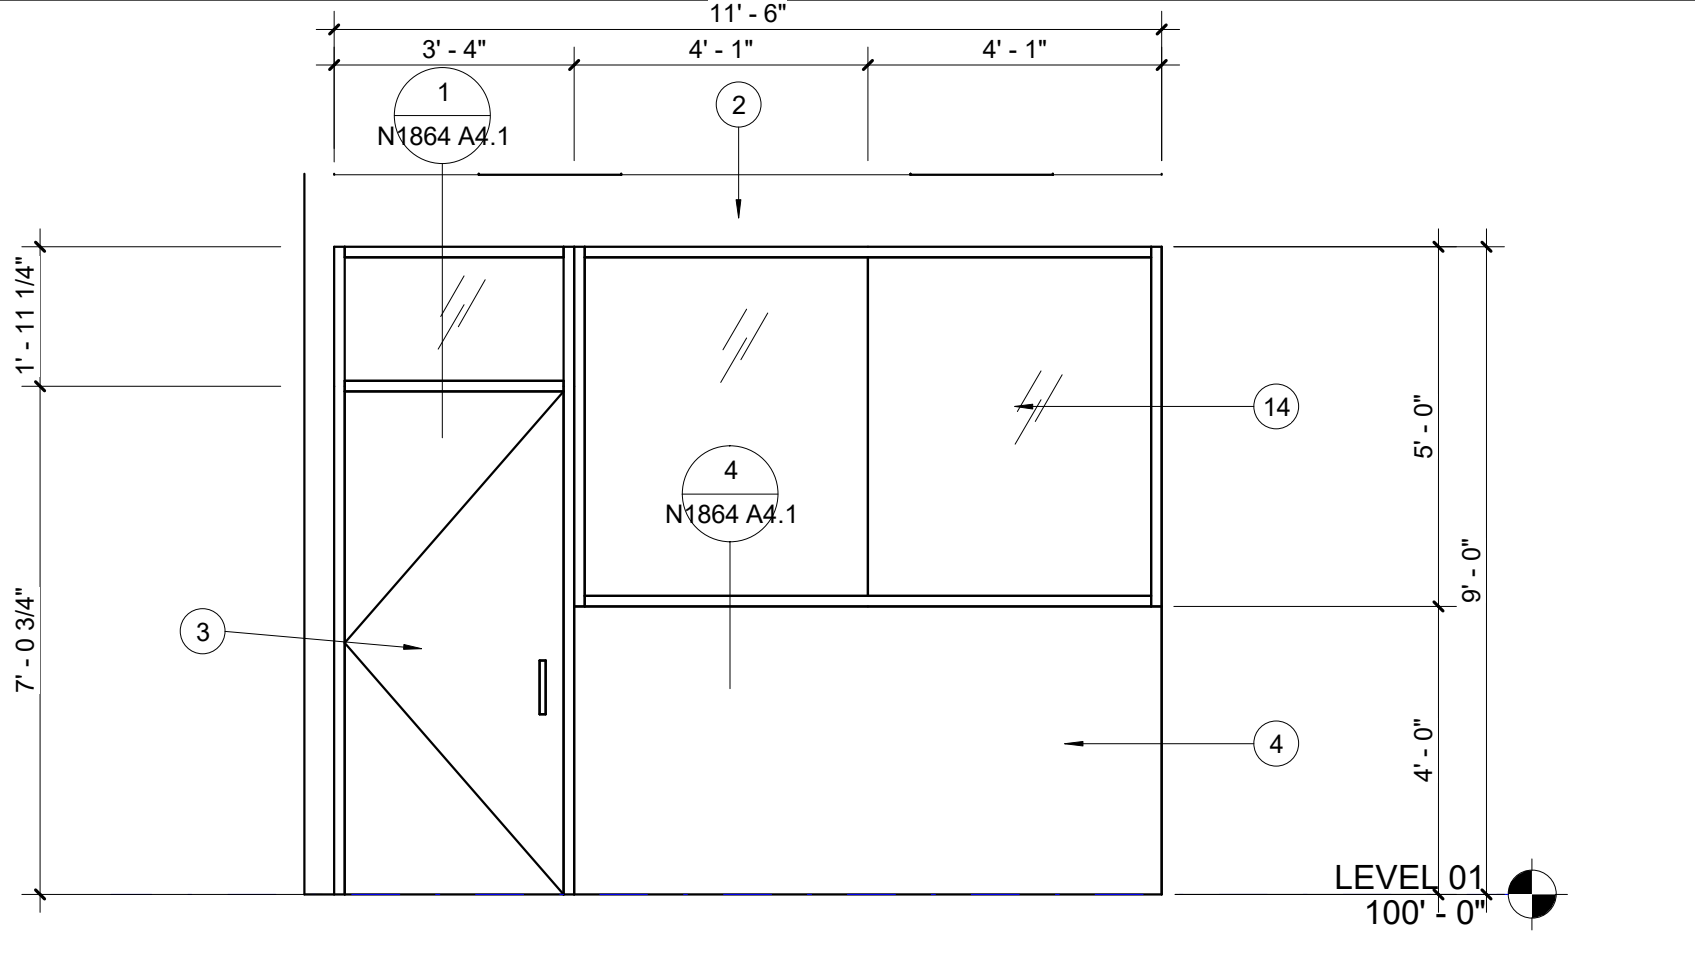 11' - 6"
3' - 4"
4' - 1"
4' - 1"
1
N1864 A4.1
2
1' - 11 1/4"
14
5' - 0"
4
N1864 A4.1
9' - 0"
7' - 0 3/4"
3
4
4' - 0"
LEVEL 01
100' - 0"